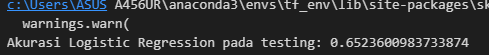 c:\Users\ASUS A456UR\anaconda3\envs\tf_env\lib\site-packages\sk
warnings.warn(
Akurasi Logistic Regression pada testing: 0.6523600983733874